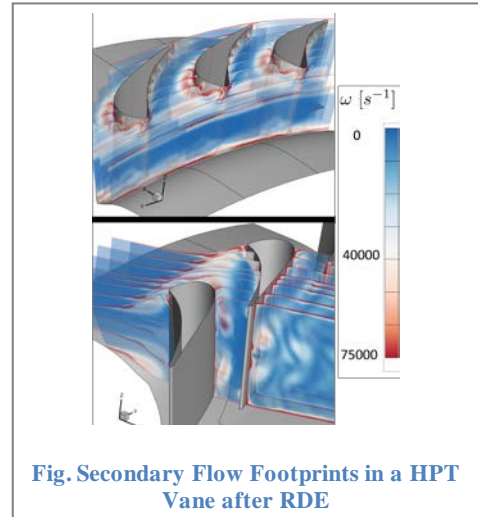 ω [s⁻¹]
0
40000
75000
Fig. Secondary Flow Footprints in a HPT
Vane after RDE